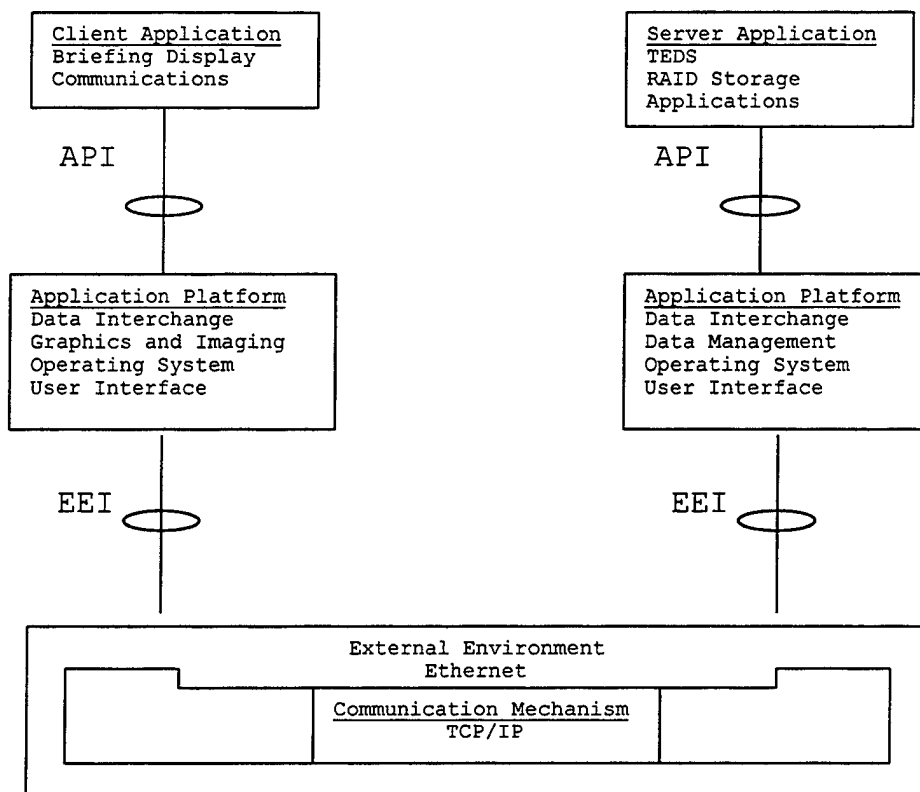 Client Application
Briefing Display
Communications
Server Application
TEDS
RAID Storage
Applications
API
API
Application Platform
Data Interchange
Graphics and Imaging
Operating System
User Interface
Application Platform
Data Interchange
Data Management
Operating System
User Interface
EEI
EEI
External Environment
Ethernet
Communication Mechanism
TCP/IP